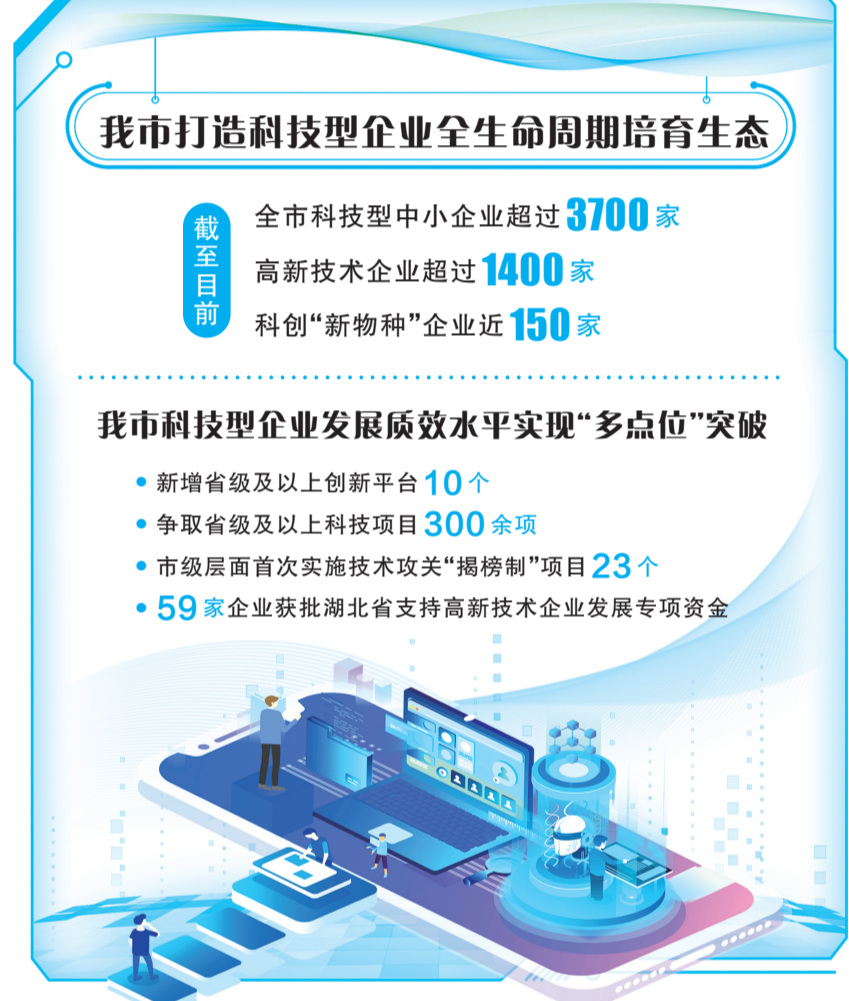 我市打造科技型企业全生命周期培育生态
截至目前
全市科技型中小企业超过3700家
高新技术企业超过1400家
科创“新物种”企业近150家
我市科技型企业发展质效水平实现“多点位”突破
• 新增省级及以上创新平台10个
• 争取省级及以上科技项目300余项
• 市级层面首次实施技术攻关“揭榜制”项目23个
• 59家企业获批湖北省支持高新技术企业发展专项资金